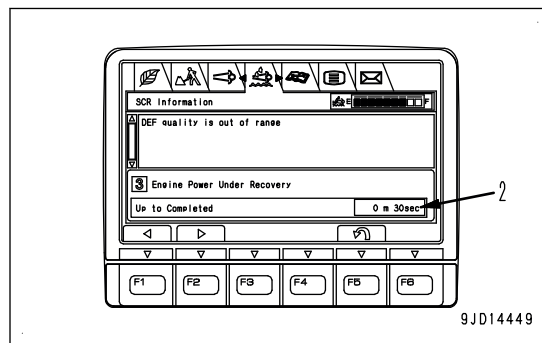 SCR Information
E F
DEF quality is out of range
3 Engine Power Under Recovery
Up to Completed 0 m 30sec
2
F1 F2 F3 F4 F5 F6
9JD14449